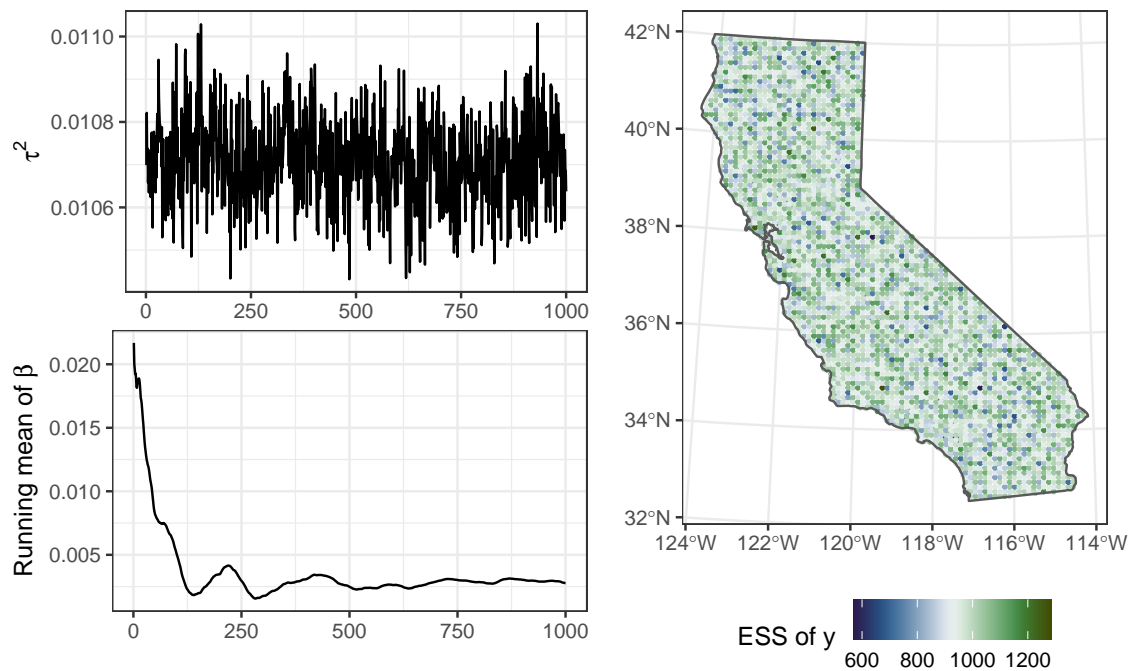 0.0110
0.0108
0.0106
τ²
0 250 500 750 1000
0.020
0.015
0.010
0.005
Running mean of β
0 250 500 750 1000
42°N
40°N
38°N
36°N
34°N
32°N
124°W 122°W 120°W 118°W 116°W 114°W
ESS of y
600 800 1000 1200